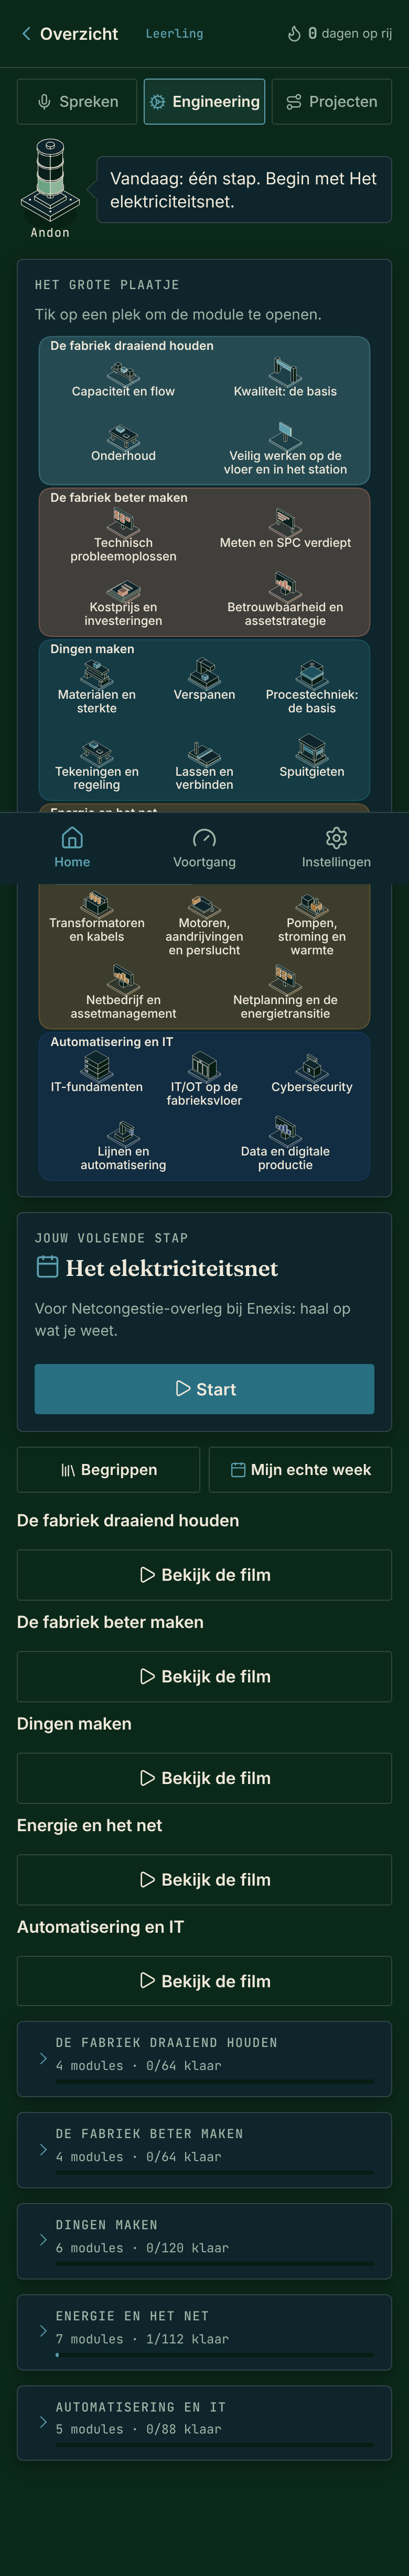 Overzicht
Leerling
0 dagen op rij
Spreken
Engineering
Projecten
Vandaag: één stap. Begin met Het
elektriciteitsnet.
Andon
HET GROTE PLAATJE
Tik op een plek om de module te openen.
De fabriek draaiend houden
Capaciteit en flow
Kwaliteit: de basis
Onderhoud
Veilig werken op de
vloer en in het station
De fabriek beter maken
Technisch
probleemoplossen
Meten en SPC verdiept
Kostprijs en
investeringen
Betrouwbaarheid en
assetstrategie
Dingen maken
Materialen en
sterkte
Verspanen
Procestechniek:
de basis
Tekeningen en
regeling
Lassen en
verbinden
Spuitgieten
Energie en het net
Home
Voortgang
Instellingen
Transformatoren
en kabels
Motoren,
aandrijvingen
en perslucht
Pompen,
stroming en
warmte
Netbedrijf en
assetmanagement
Netplanning en de
energietransitie
Automatisering en IT
IT-fundamenten
IT/OT op de
fabrieksvloer
Cybersecurity
Lijnen en
automatisering
Data en digitale
productie
JOUW VOLGENDE STAP
Het elektriciteitsnet
Voor Netcongestie-overleg bij Enexis: haal op
wat je weet.
Start
Begrippen
Mijn echte week
De fabriek draaiend houden
Bekijk de film
De fabriek beter maken
Bekijk de film
Dingen maken
Bekijk de film
Energie en het net
Bekijk de film
Automatisering en IT
Bekijk de film
DE FABRIEK DRAAIEND HOUDEN
4 modules · 0/64 klaar
DE FABRIEK BETER MAKEN
4 modules · 0/64 klaar
DINGEN MAKEN
6 modules · 0/120 klaar
ENERGIE EN HET NET
7 modules · 1/112 klaar
AUTOMATISERING EN IT
5 modules · 0/88 klaar